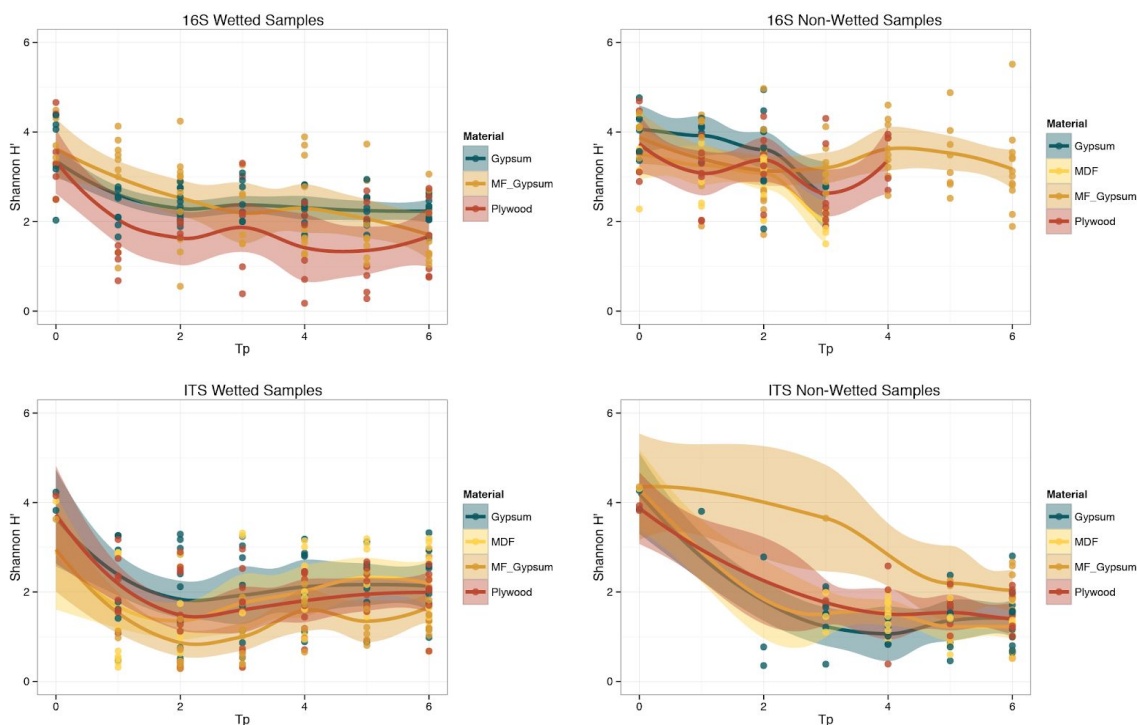 16S Wetted Samples
6
4
2
0
Shannon H'
0
2
4
6
Tp
Material
Gypsum
MF_Gypsum
Plywood
16S Non-Wetted Samples
6
4
2
0
Shannon H'
0
2
4
6
Tp
Material
Gypsum
MDF
MF_Gypsum
Plywood
ITS Wetted Samples
6
4
2
0
Shannon H'
0
2
4
6
Tp
Material
Gypsum
MDF
MF_Gypsum
Plywood
ITS Non-Wetted Samples
6
4
2
0
Shannon H'
0
2
4
6
Tp
Material
Gypsum
MDF
MF_Gypsum
Plywood